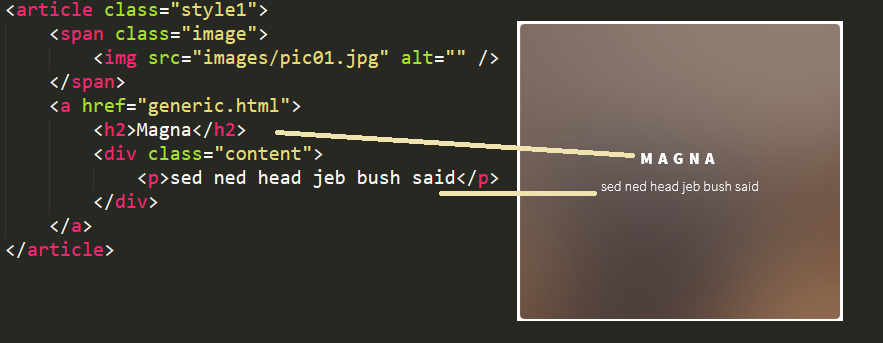 <article class="style1">
<span class="image">
<img src="images/pic01.jpg" alt="" />
</span>
<a href="generic.html">
<h2>Magna</h2>
<div class="content">
<p>sed ned head jeb bush said</p>
</div>
</a>
</article>
MAGNA
sed ned head jeb bush said